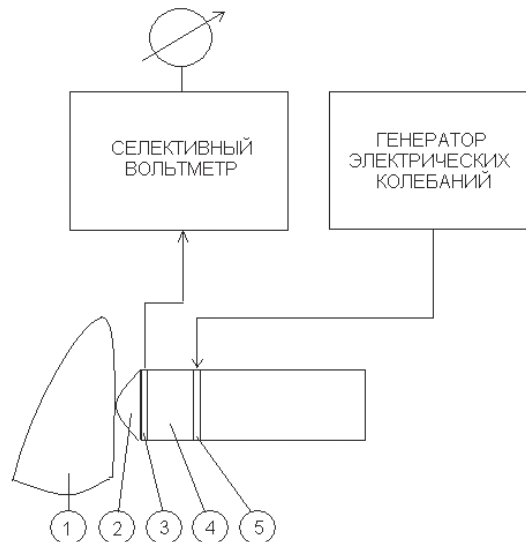 СЕЛЕКТИВНЫЙ
ВОЛЬТМЕТР
ГЕНЕРАТОР
ЭЛЕКТРИЧЕСКИХ
КОЛЕБАНИЙ
1 2 3 4 5